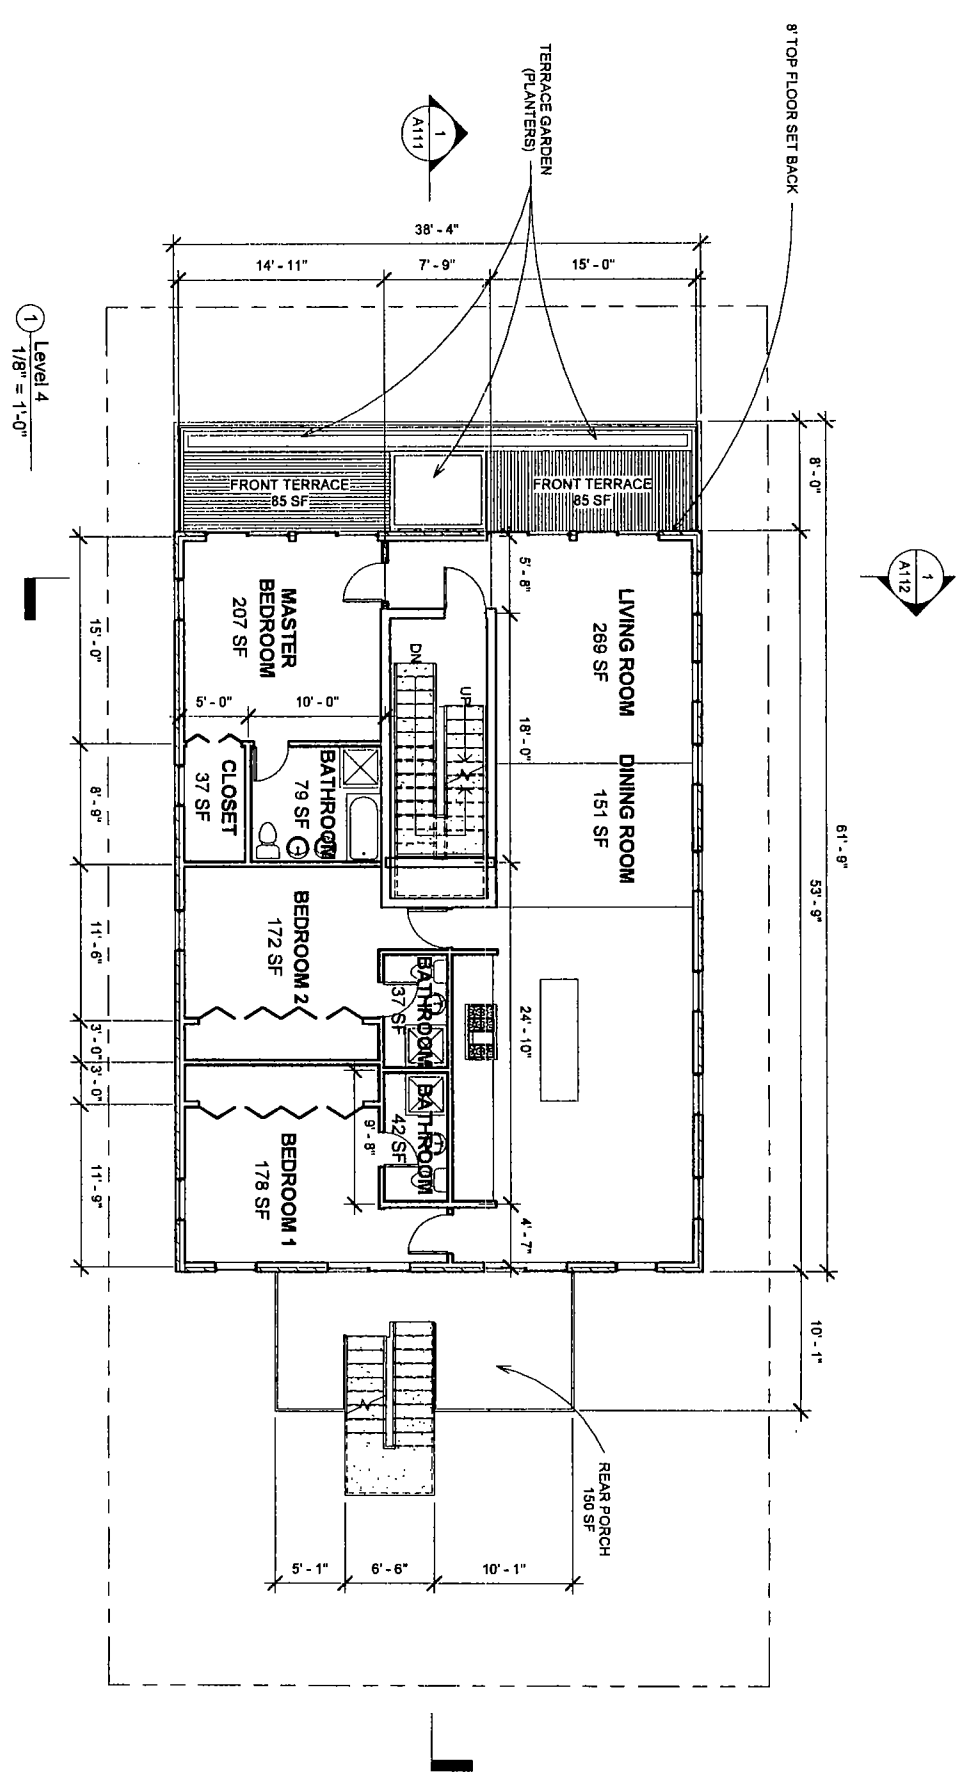 8' TOP FLOOR SET BACK
TERRACE GARDEN
(PLANTERS)
1
A111
1
A112
38' - 4"
14' - 11"
7' - 9"
15' - 0"
1
Level 4
1/8" = 1'-0"
FRONT TERRACE
85 SF
FRONT TERRACE
85 SF
8' - 0"
61' - 9"
53' - 9"
10' - 1"
5' - 8"
18' - 0"
24' - 10"
4' - 7"
LIVING ROOM
269 SF
DINING ROOM
151 SF
MASTER
BEDROOM
207 SF
DN
UP
5' - 0"
10' - 0"
CLOSET
37 SF
BATHROOM
79 SF
BEDROOM 2
172 SF
BATHROOM
37 SF
BATHROOM
42 SF
9' - 8"
BEDROOM 1
178 SF
15' - 0"
8' - 9"
11' - 6"
3' - 0"
3' - 0"
11' - 9"
REAR PORCH
150 SF
5' - 1"
6' - 6"
10' - 1"